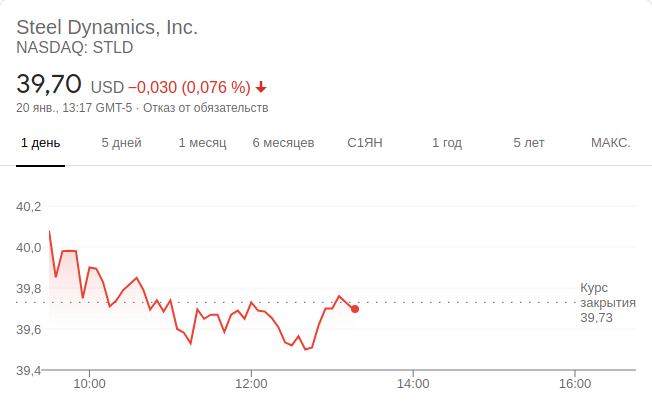 Steel Dynamics, Inc.
NASDAQ: STLD
39,70 USD −0,030 (0,076 %)
20 янв., 13:17 GMT-5 · Отказ от обязательств
1 день 5 дней 1 месяц 6 месяцев С1ЯН 1 год 5 лет МАКС.
40,2
40,0
39,8
Курс
закрытия
39,73
39,6
39,4
10:00 12:00 14:00 16:00